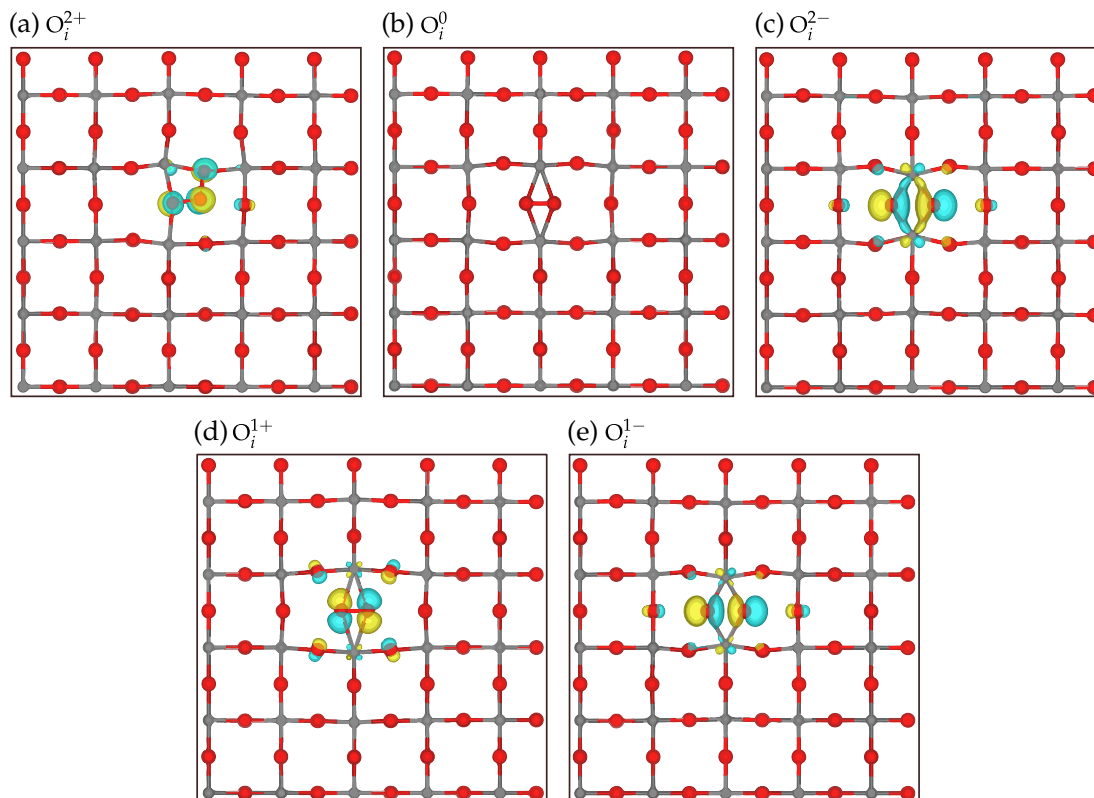 (a) O_i^{2+}
(b) O_i^0
(c) O_i^{2−}
(d) O_i^{1+}
(e) O_i^{1−}